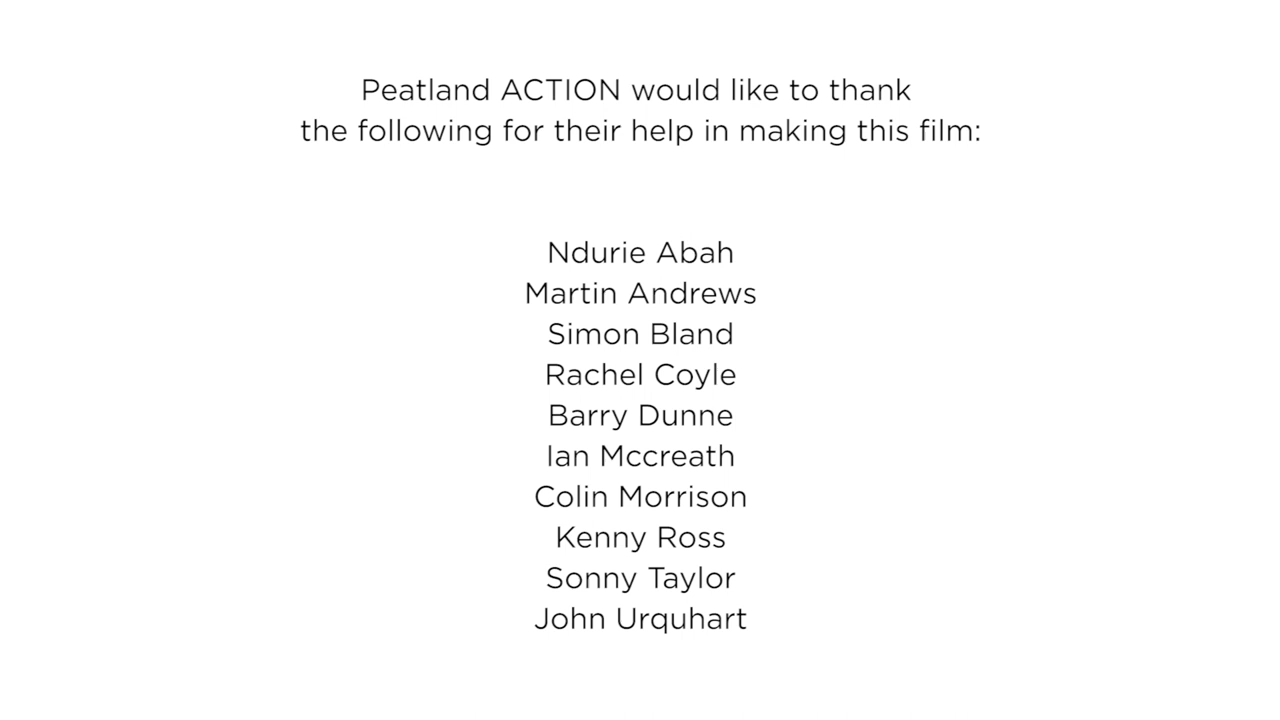 Peatland ACTION would like to thank
the following for their help in making this film:
Ndurie Abah
Martin Andrews
Simon Bland
Rachel Coyle
Barry Dunne
Ian Mccreath
Colin Morrison
Kenny Ross
Sonny Taylor
John Urquhart